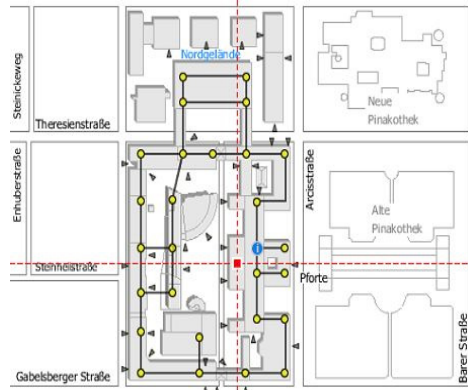 Nordgelände
Steinickeweg
Theresienstraße
Neue
Pinakothek
Enhuberstraße
Arcisstraße
Alte
Pinakothek
Steinheilstraße
i
Pforte
Gabelsberger Straße
Barer Straße